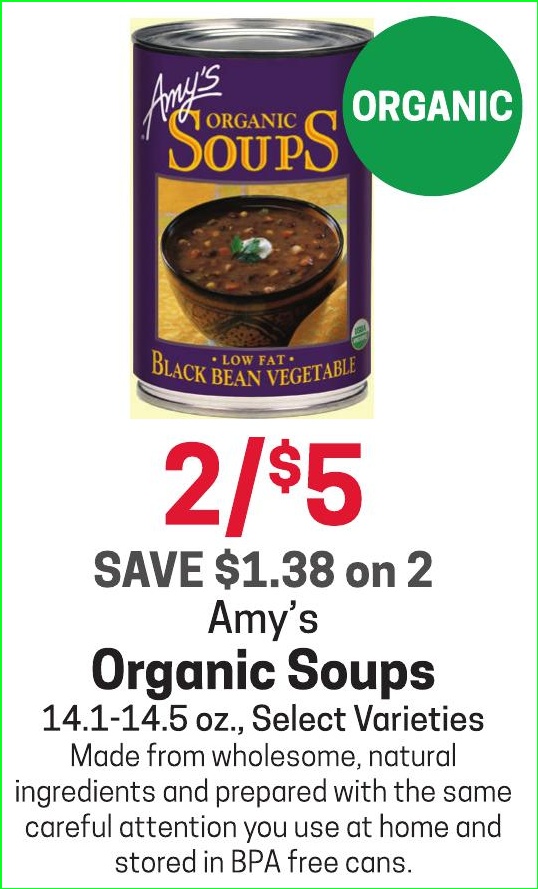 Amy's
ORGANIC
SOUPS
ORGANIC
• LOW FAT •
BLACK BEAN VEGETABLE
USDA
ORGANIC
2/$5
SAVE $1.38 on 2
Amy's
Organic Soups
14.1-14.5 oz., Select Varieties
Made from wholesome, natural
ingredients and prepared with the same
careful attention you use at home and
stored in BPA free cans.